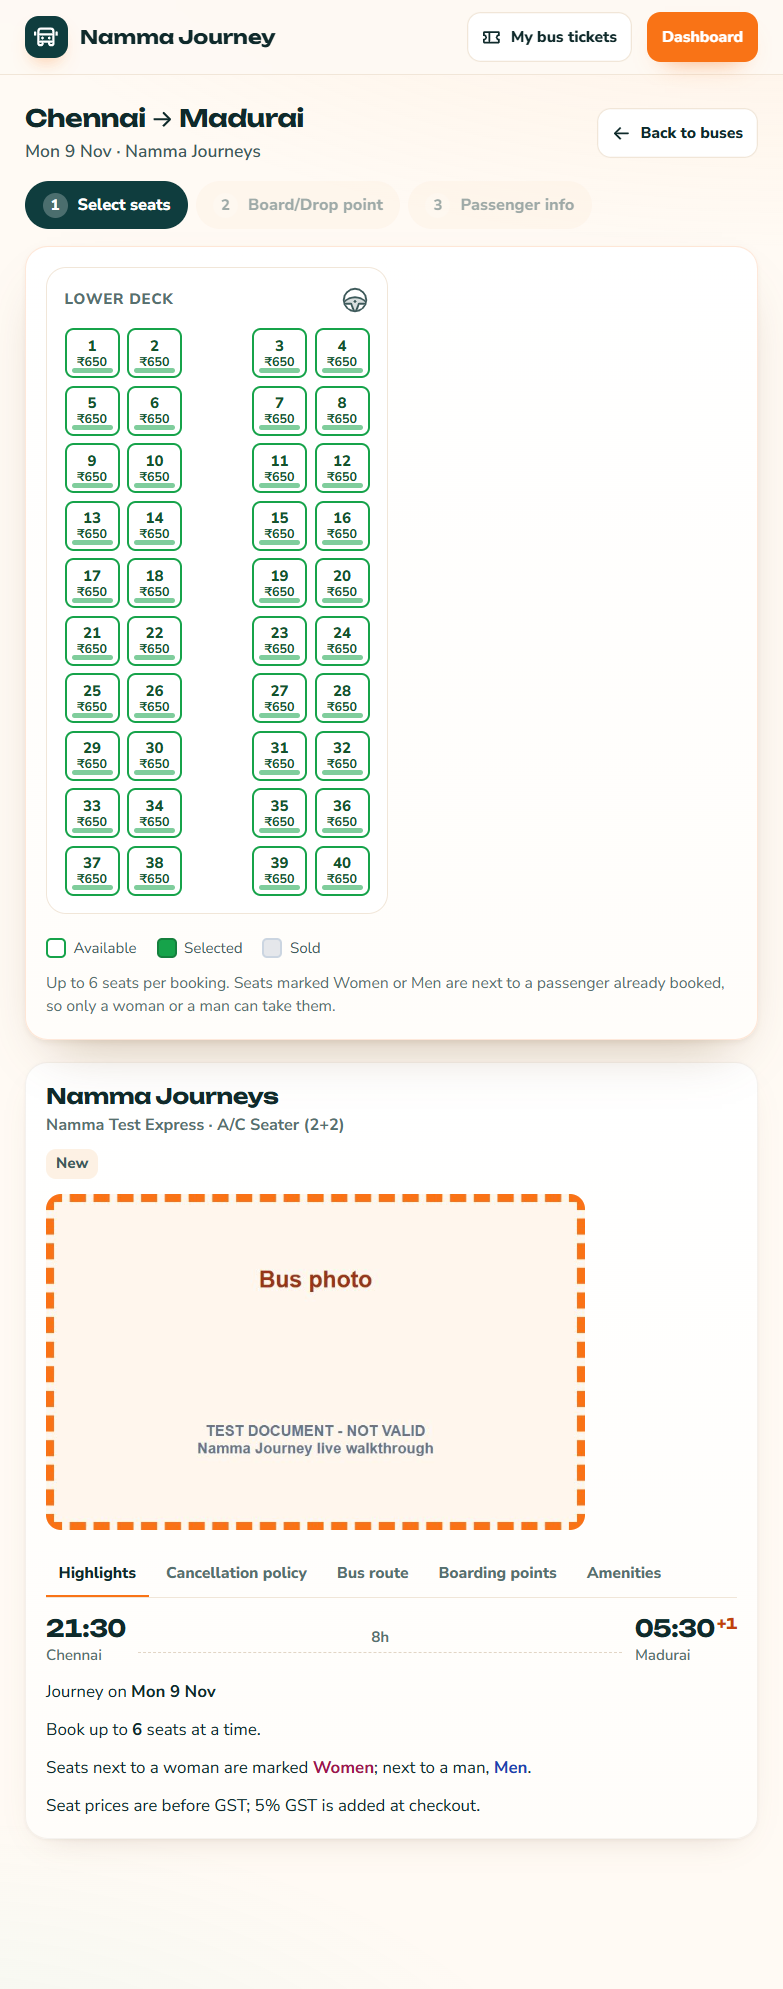 Namma Journey
My bus tickets
Dashboard
Chennai → Madurai
Mon 9 Nov · Namma Journeys
← Back to buses
1 Select seats
2 Board/Drop point
3 Passenger info
LOWER DECK
1 2 3 4
₹650 ₹650 ₹650 ₹650
5 6 7 8
₹650 ₹650 ₹650 ₹650
9 10 11 12
₹650 ₹650 ₹650 ₹650
13 14 15 16
₹650 ₹650 ₹650 ₹650
17 18 19 20
₹650 ₹650 ₹650 ₹650
21 22 23 24
₹650 ₹650 ₹650 ₹650
25 26 27 28
₹650 ₹650 ₹650 ₹650
29 30 31 32
₹650 ₹650 ₹650 ₹650
33 34 35 36
₹650 ₹650 ₹650 ₹650
37 38 39 40
₹650 ₹650 ₹650 ₹650
Available Selected Sold
Up to 6 seats per booking. Seats marked Women or Men are next to a passenger already booked,
so only a woman or a man can take them.
Namma Journeys
Namma Test Express · A/C Seater (2+2)
New
Bus photo
TEST DOCUMENT - NOT VALID
Namma Journey live walkthrough
Highlights Cancellation policy Bus route Boarding points Amenities
21:30 8h 05:30 +1
Chennai Madurai
Journey on Mon 9 Nov
Book up to 6 seats at a time.
Seats next to a woman are marked Women; next to a man, Men.
Seat prices are before GST; 5% GST is added at checkout.